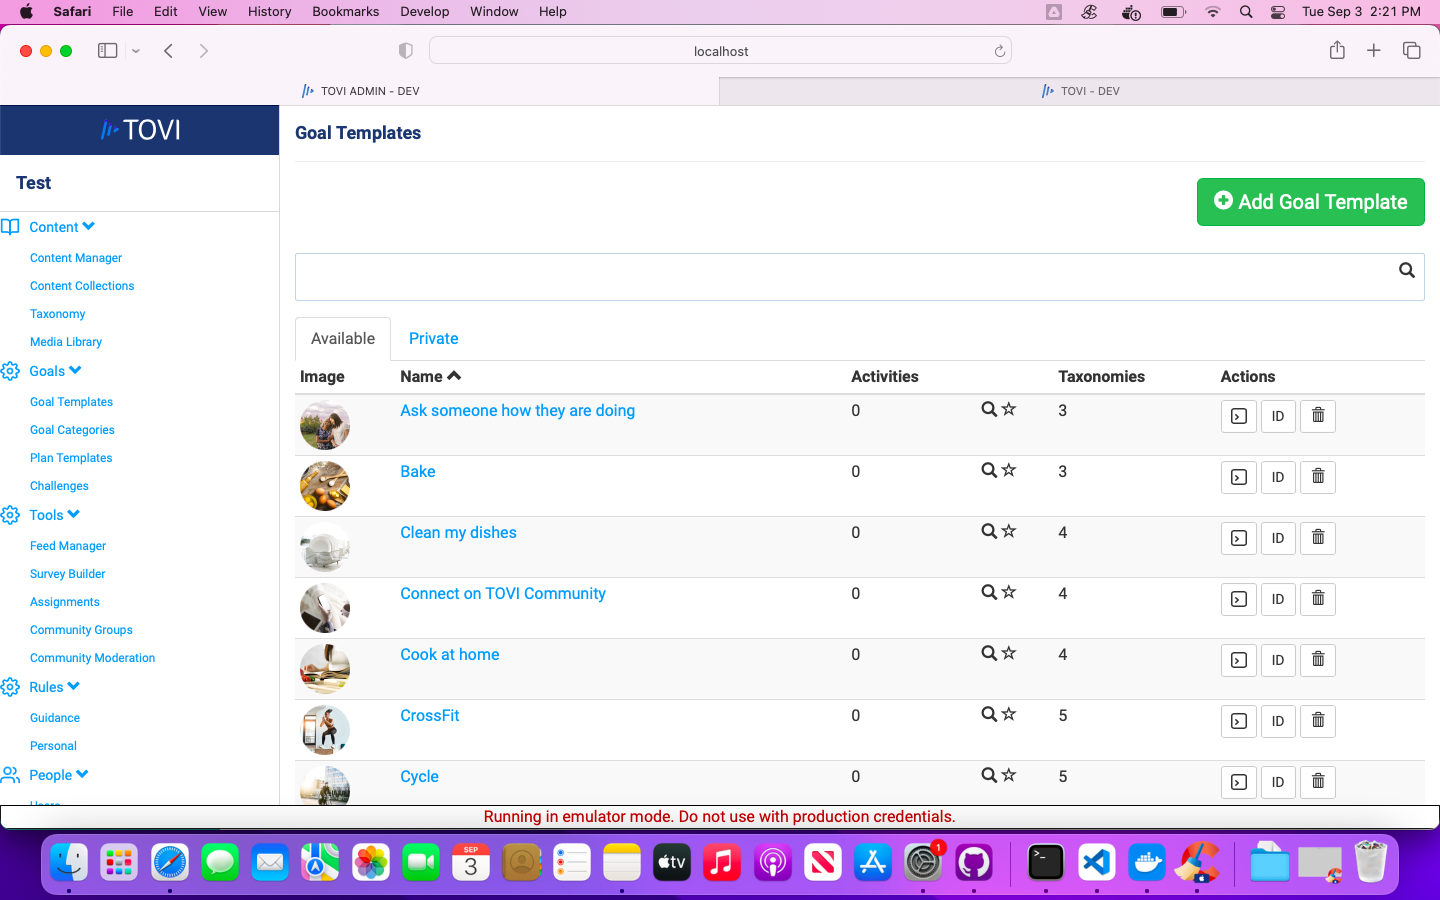 Safari File Edit View History Bookmarks Develop Window Help Tue Sep 3 2:21 PM
localhost
TOVI ADMIN - DEV
TOVI - DEV
TOVI
Test
Content
Content Manager
Content Collections
Taxonomy
Media Library
Goals
Goal Templates
Goal Categories
Plan Templates
Challenges
Tools
Feed Manager
Survey Builder
Assignments
Community Groups
Community Moderation
Rules
Guidance
Personal
People
Goal Templates
Add Goal Template
Available Private
Image Name Activities Taxonomies Actions
Ask someone how they are doing 0 3 ID
Bake 0 3 ID
Clean my dishes 0 4 ID
Connect on TOVI Community 0 4 ID
Cook at home 0 4 ID
CrossFit 0 5 ID
Cycle 0 5 ID
Running in emulator mode. Do not use with production credentials.
SEP
3
tv
1